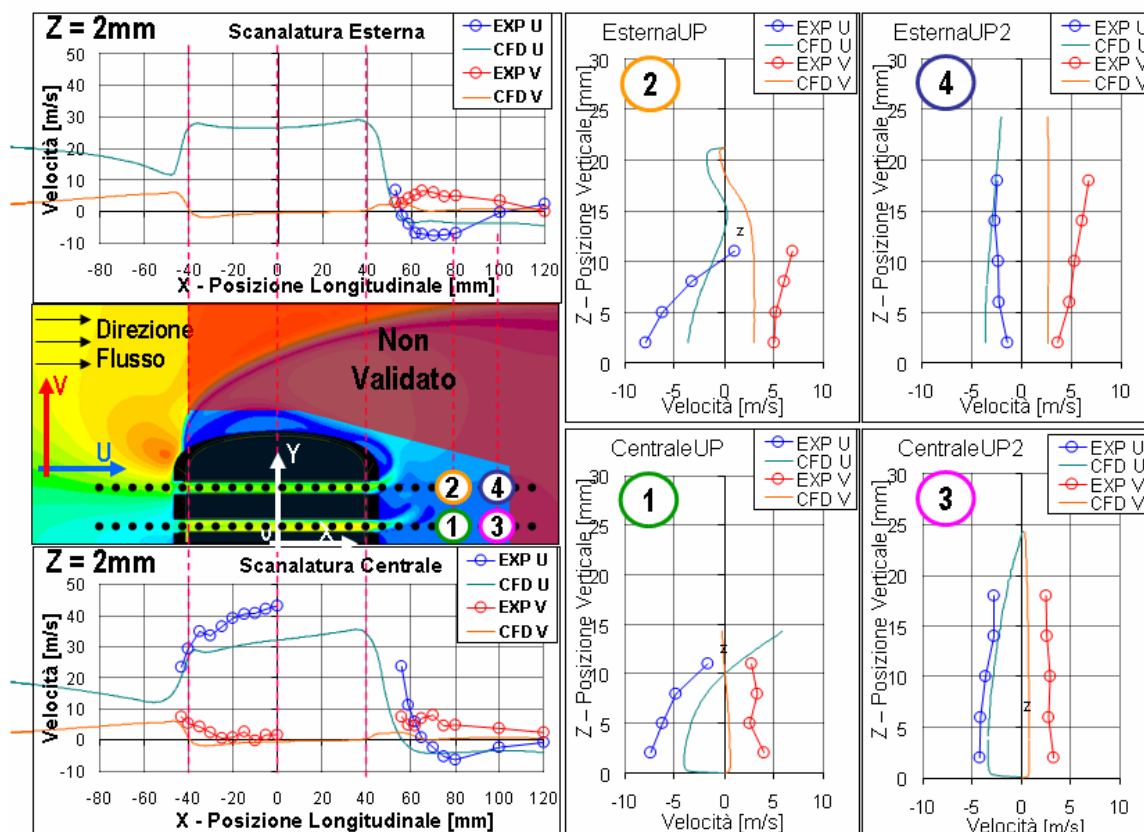 Z = 2mm
Scanalatura Esterna
EXP U
CFD U
EXP V
CFD V
Velocità [m/s]
50
40
30
20
10
0
-10
-80 -60 -40 -20 0 20 40 60 80 100 120
X - Posizione Longitudinale [mm]
Direzione
Flusso
Non
Validato
V
U
Y
X
0
2 4
1 3
Z = 2mm
Scanalatura Centrale
EXP U
CFD U
EXP V
CFD V
Velocità [m/s]
50
40
30
20
10
0
-10
-80 -60 -40 -20 0 20 40 60 80 100 120
X - Posizione Longitudinale [mm]
EsternaUP
EXP U
CFD U
EXP V
CFD V
2
Z – Posizione Verticale [mm]
30
25
20
15
10
5
0
z
-10 -5 0 5 10
Velocità [m/s]
EsternaUP2
EXP U
CFD U
EXP V
CFD V
4
Z – Posizione Verticale [mm]
30
25
20
15
10
5
0
-10 -5 0 5 10
Velocità [m/s]
CentraleUP
EXP U
CFD U
EXP V
CFD V
1
Z – Posizione Verticale [mm]
30
25
20
15
10
5
0
z
-10 -5 0 5 10
Velocità [m/s]
CentraleUP2
EXP U
CFD U
EXP V
CFD V
3
Z – Posizione Verticale [mm]
30
25
20
15
10
5
0
z
-10 -5 0 5 10
Velocità [m/s]